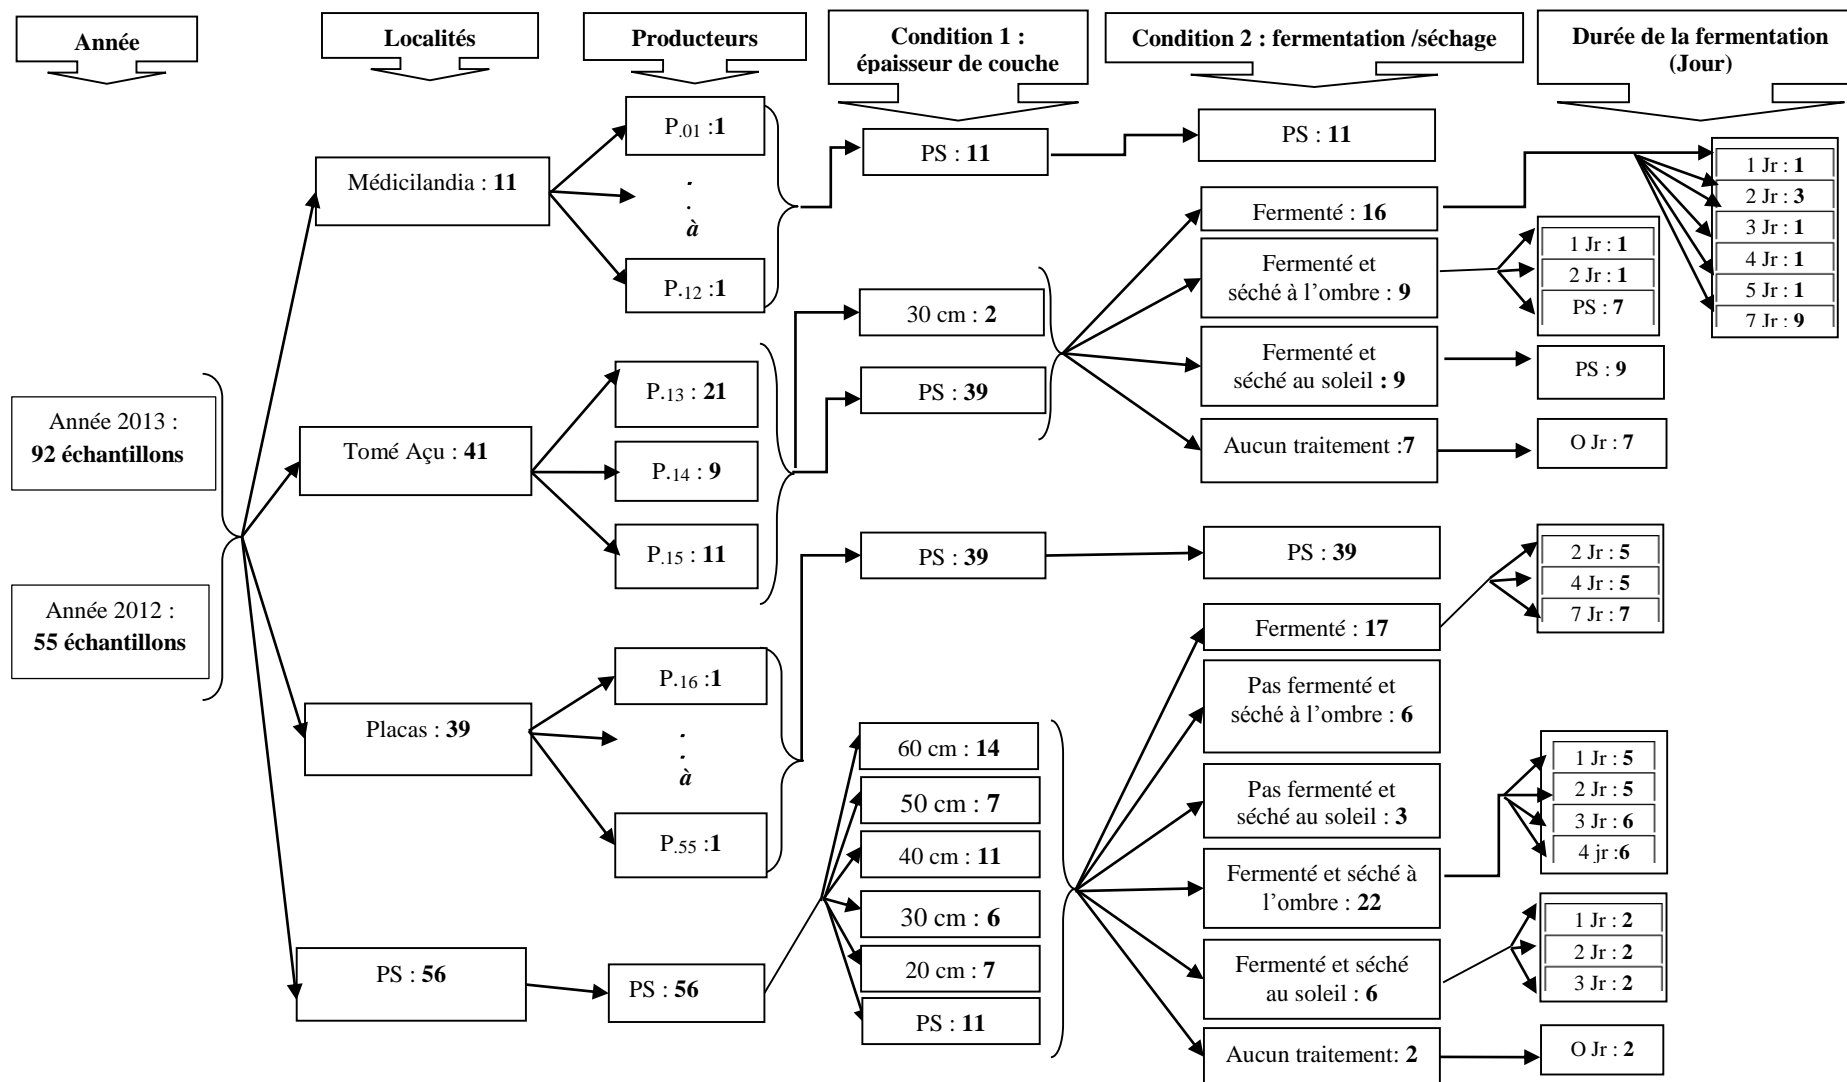 Année
Localités
Producteurs
Condition 1 :
épaisseur de couche
Condition 2 : fermentation /séchage
Durée de la fermentation
(Jour)
Année 2013 :
92 échantillons
Année 2012 :
55 échantillons
Médicilandia : 11
Tomé Açu : 41
Placas : 39
PS : 56
P.01 :1
.
.
à
P.12 :1
P.13 : 21
P.14 : 9
P.15 : 11
P.16 :1
.
.
à
P.55 :1
PS : 56
PS : 11
30 cm : 2
PS : 39
PS : 39
60 cm : 14
50 cm : 7
40 cm : 11
30 cm : 6
20 cm : 7
PS : 11
PS : 11
Fermenté : 16
Fermenté et
séché à l’ombre : 9
Fermenté et
séché au soleil : 9
Aucun traitement :7
PS : 39
Fermenté : 17
Pas fermenté et
séché à l’ombre : 6
Pas fermenté et
séché au soleil : 3
Fermenté et séché à
l’ombre : 22
Fermenté et séché
au soleil : 6
Aucun traitement: 2
1 Jr : 1
2 Jr : 3
3 Jr : 1
4 Jr : 1
5 Jr : 1
7 Jr : 9
1 Jr : 1
2 Jr : 1
PS : 7
PS : 9
O Jr : 7
2 Jr : 5
4 Jr : 5
7 Jr : 7
1 Jr : 5
2 Jr : 5
3 Jr : 6
4 jr :6
1 Jr : 2
2 Jr : 2
3 Jr : 2
O Jr : 2